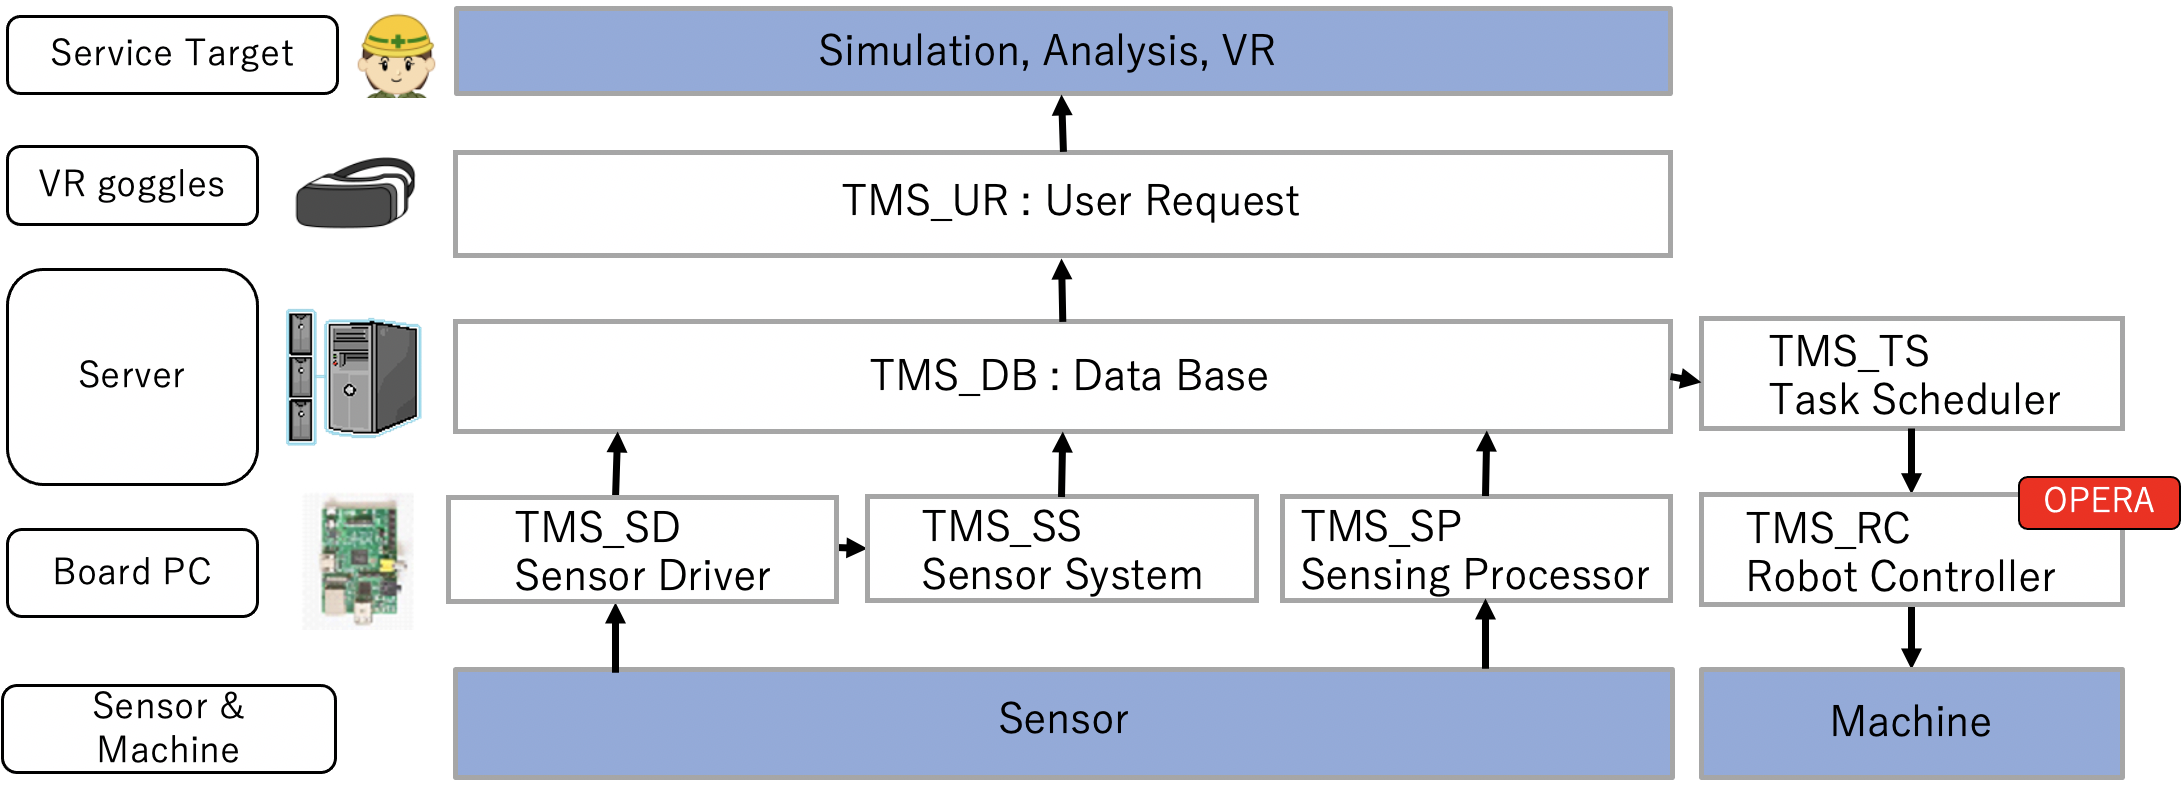 Service Target
Simulation, Analysis, VR
VR goggles
TMS_UR : User Request
Server
TMS_DB : Data Base
TMS_TS
Task Scheduler
Board PC
TMS_SD
Sensor Driver
TMS_SS
Sensor System
TMS_SP
Sensing Processor
OPERA
TMS_RC
Robot Controller
Sensor &
Machine
Sensor
Machine